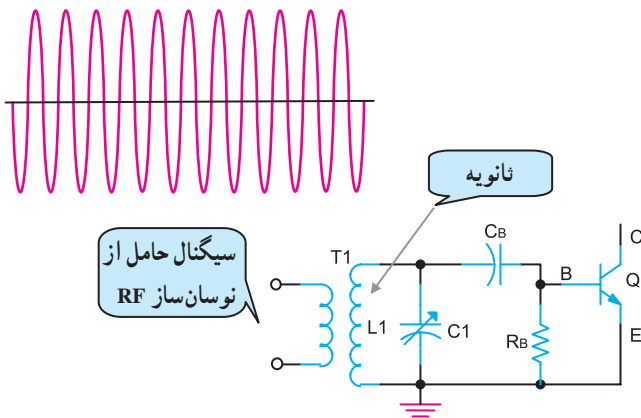 ثانویه
سیگنال حامل از
نوسان‌ساز RF
T1
L1
C1
CB
B
RB
C
Q
E